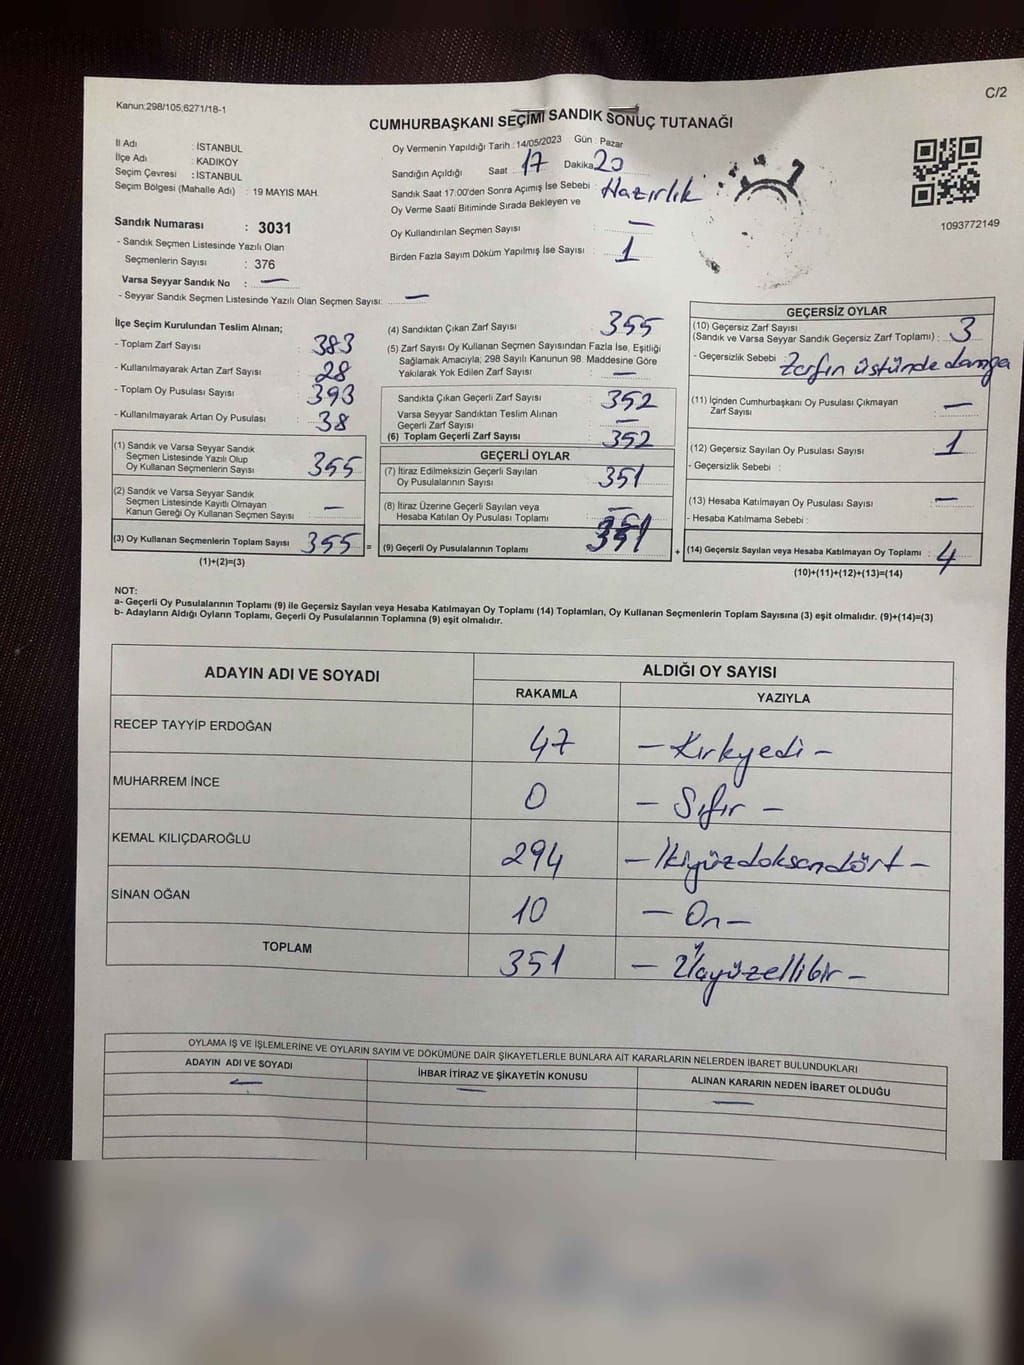 Kanun:298/105,6271/18-1
C/2
CUMHURBAŞKANI SEÇİMİ SANDIK SONUÇ TUTANAĞI
İl Adı : İSTANBUL
İlçe Adı : KADIKÖY
Seçim Çevresi : İSTANBUL
Seçim Bölgesi (Mahalle Adı) : 19 MAYIS MAH.
Sandık Numarası : 3031
- Sandık Seçmen Listesinde Yazılı Olan
Seçmenlerin Sayısı : 376
Varsa Seyyar Sandık No : —
- Seyyar Sandık Seçmen Listesinde Yazılı Olan Seçmen Sayısı: —
Oy Vermenin Yapıldığı Tarih : 14/05/2023 Gün : Pazar
Sandığın Açıldığı Saat : 17 Dakika 20
Sandık Saat 17:00'den Sonra Açımış İse Sebebi : Hazırlık
Oy Verme Saati Bitiminde Sırada Bekleyen ve
Oy Kullandırılan Seçmen Sayısı : —
Birden Fazla Sayım Döküm Yapılmış İse Sayısı : 1
1093772149
İlçe Seçim Kurulundan Teslim Alınan;
- Toplam Zarf Sayısı : 383
- Kullanılmayarak Artan Zarf Sayısı : 28
- Toplam Oy Pusulası Sayısı : 393
- Kullanılmayarak Artan Oy Pusulası : 38
(1) Sandık ve Varsa Seyyar Sandık
Seçmen Listesinde Yazılı Olup
Oy Kullanan Seçmenlerin Sayısı : 355
(2) Sandık ve Varsa Seyyar Sandık
Seçmen Listesinde Kayıtlı Olmayan
Kanun Gereği Oy Kullanan Seçmen Sayısı : —
(3) Oy Kullanan Seçmenlerin Toplam Sayısı : 355
(1)+(2)=(3)
=
(4) Sandıktan Çıkan Zarf Sayısı : 355
(5) Zarf Sayısı Oy Kullanan Seçmen Sayısından Fazla İse, Eşitliği
Sağlamak Amacıyla; 298 Sayılı Kanunun 98. Maddesine Göre
Yakılarak Yok Edilen Zarf Sayısı : —
Sandıkta Çıkan Geçerli Zarf Sayısı : 352
Varsa Seyyar Sandıktan Teslim Alınan
Geçerli Zarf Sayısı : —
(6) Toplam Geçerli Zarf Sayısı : 352
GEÇERLİ OYLAR
(7) İtiraz Edilmeksizin Geçerli Sayılan
Oy Pusulalarının Sayısı : 351
(8) İtiraz Üzerine Geçerli Sayılan veya
Hesaba Katılan Oy Pusulası Toplamı : —
(9) Geçerli Oy Pusulalarının Toplamı : 351
+
GEÇERSİZ OYLAR
(10) Geçersiz Zarf Sayısı
(Sandık ve Varsa Seyyar Sandık Geçersiz Zarf Toplamı) : 3
- Geçersizlik Sebebi : Zarfın üstünde damga
(11) İçinden Cumhurbaşkanı Oy Pusulası Çıkmayan
Zarf Sayısı : —
(12) Geçersiz Sayılan Oy Pusulası Sayısı : 1
- Geçersizlik Sebebi :
(13) Hesaba Katılmayan Oy Pusulası Sayısı : —
- Hesaba Katılmama Sebebi :
(14) Geçersiz Sayılan veya Hesaba Katılmayan Oy Toplamı : 4
(10)+(11)+(12)+(13)=(14)
NOT:
a- Geçerli Oy Pusulalarının Toplamı (9) ile Geçersiz Sayılan veya Hesaba Katılmayan Oy Toplamı (14) Toplamları, Oy Kullanan Seçmenlerin Toplam Sayısına (3) eşit olmalıdır. (9)+(14)=(3)
b- Adayların Aldığı Oyların Toplamı, Geçerli Oy Pusulalarının Toplamına (9) eşit olmalıdır.
ADAYIN ADI VE SOYADI
ALDIĞI OY SAYISI
RAKAMLA YAZIYLA
RECEP TAYYİP ERDOĞAN 47 - Kırkyedi -
MUHARREM İNCE 0 - Sıfır -
KEMAL KILIÇDAROĞLU 294 - İkiyüzdoksandört -
SİNAN OĞAN 10 - On -
TOPLAM 351 - Üçyüzellibir -
OYLAMA İŞ VE İŞLEMLERİNE VE OYLARIN SAYIM VE DÖKÜMÜNE DAİR ŞİKAYETLERLE BUNLARA AİT KARARLARIN NELERDEN İBARET BULUNDUKLARI
ADAYIN ADI VE SOYADI İHBAR İTİRAZ VE ŞİKAYETİN KONUSU ALINAN KARARIN NEDEN İBARET OLDUĞU
— — —